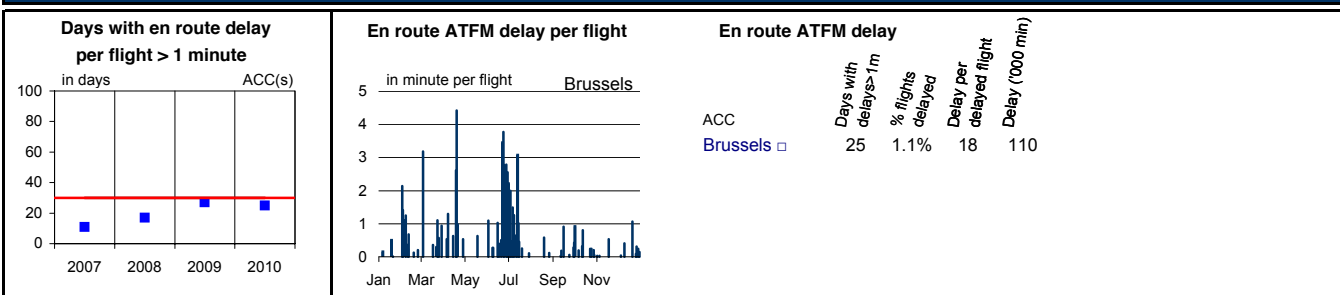 Days with en route delay
per flight > 1 minute
in days
ACC(s)
100
80
60
40
20
0
2007 2008 2009 2010
En route ATFM delay per flight
in minute per flight
Brussels
5
4
3
2
1
0
Jan Mar May Jul Sep Nov
En route ATFM delay
ACC
Days with
delays>1m
% flights
delayed
Delay per
delayed flight
Delay ('000 min)
Brussels □ 25 1.1% 18 110